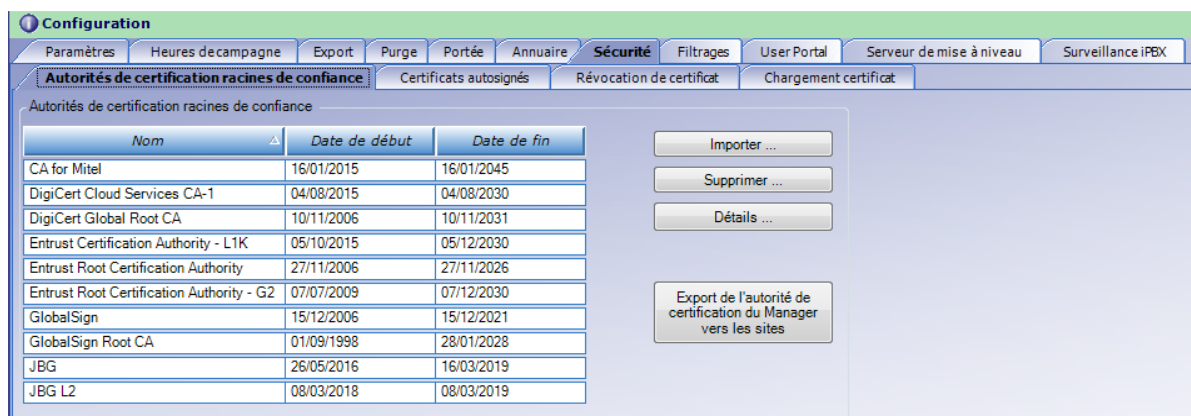 Configuration
Paramètres Heures de campagne Export Purge Portée Annuaire Sécurité Filtrages User Portal Serveur de mise à niveau Surveillance iPBX
Autorités de certification racines de confiance Certificats autosignés Révocation de certificat Chargement certificat
Autorités de certification racines de confiance
Nom Date de début Date de fin
CA for Mitel 16/01/2015 16/01/2045
DigiCert Cloud Services CA-1 04/08/2015 04/08/2030
DigiCert Global Root CA 10/11/2006 10/11/2031
Entrust Certification Authority - L1K 05/10/2015 05/12/2030
Entrust Root Certification Authority 27/11/2006 27/11/2026
Entrust Root Certification Authority - G2 07/07/2009 07/12/2030
GlobalSign 15/12/2006 15/12/2021
GlobalSign Root CA 01/09/1998 28/01/2028
JBG 26/05/2016 16/03/2019
JBG L2 08/03/2018 08/03/2019
Importer ...
Supprimer ...
Détails ...
Export de l'autorité de
certification du Manager
vers les sites